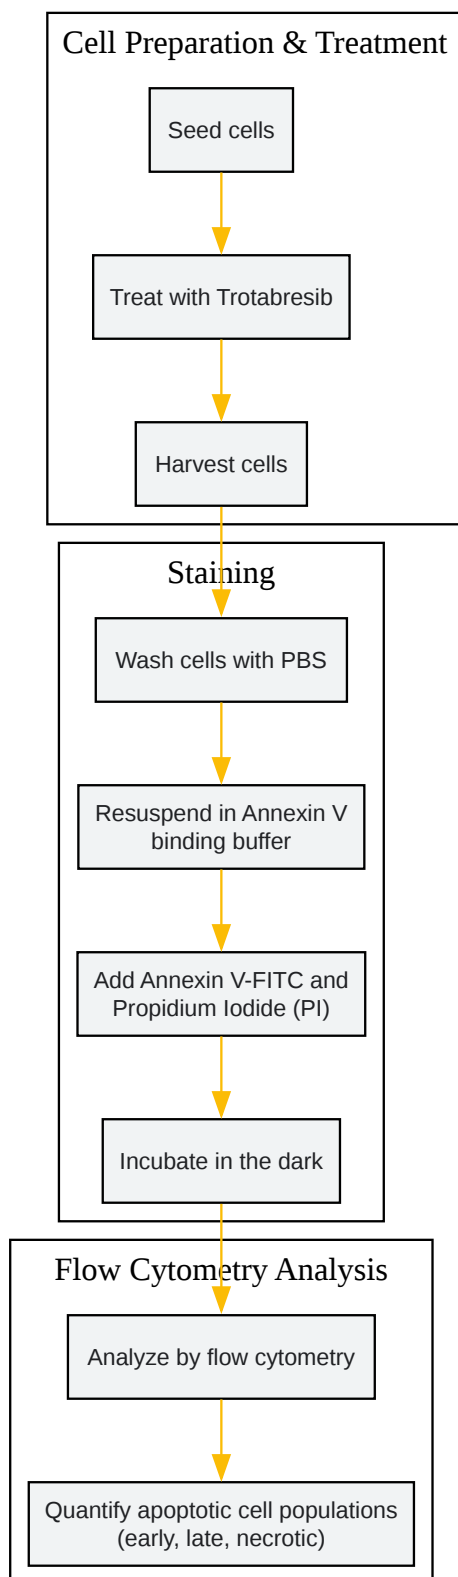 Cell Preparation & Treatment
Seed cells
Treat with Trotabresib
Harvest cells
Staining
Wash cells with PBS
Resuspend in Annexin V
binding buffer
Add Annexin V-FITC and
Propidium Iodide (PI)
Incubate in the dark
Flow Cytometry Analysis
Analyze by flow cytometry
Quantify apoptotic cell populations
(early, late, necrotic)